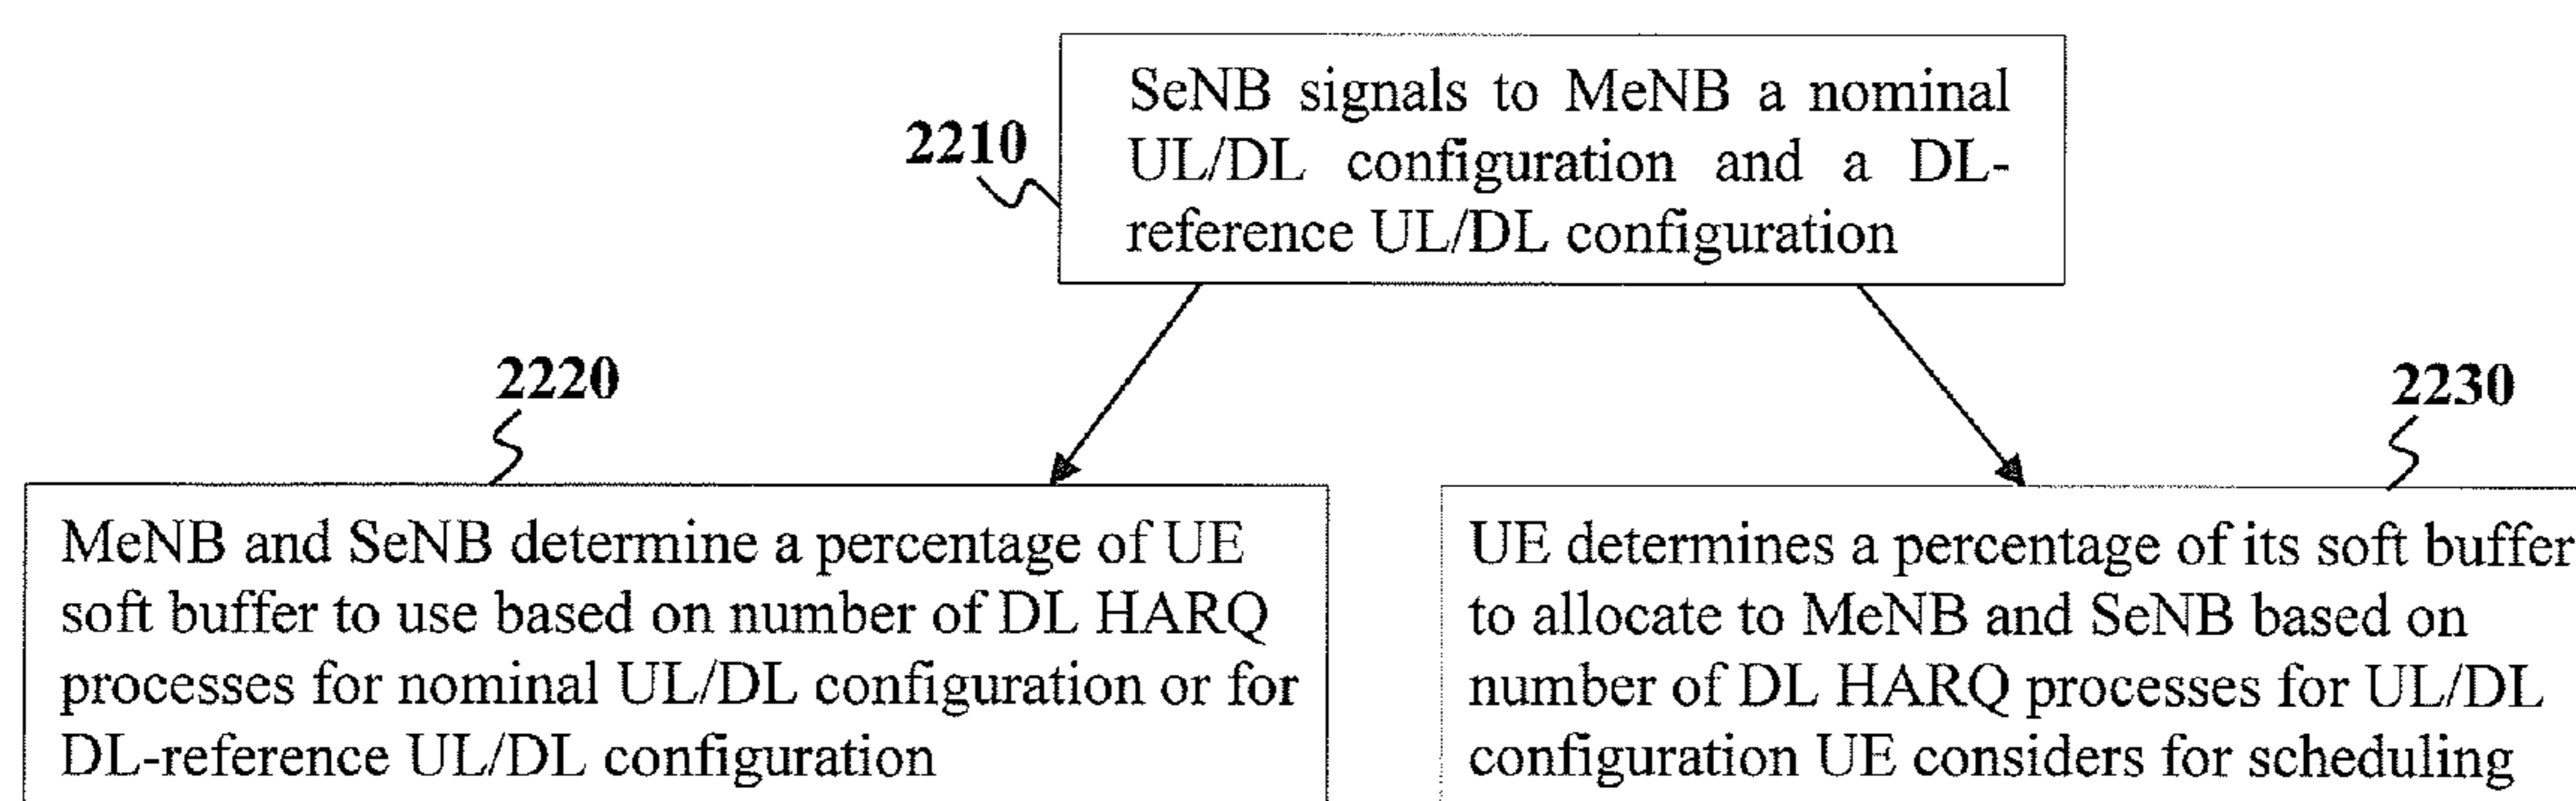 SeNB signals to MeNB a nominal
UL/DL configuration and a DL-
reference UL/DL configuration
2210
2220
2230
MeNB and SeNB determine a percentage of UE
soft buffer to use based on number of DL HARQ
processes for nominal UL/DL configuration or for
DL-reference UL/DL configuration
UE determines a percentage of its soft buffer
to allocate to MeNB and SeNB based on
number of DL HARQ processes for UL/DL
configuration UE considers for scheduling